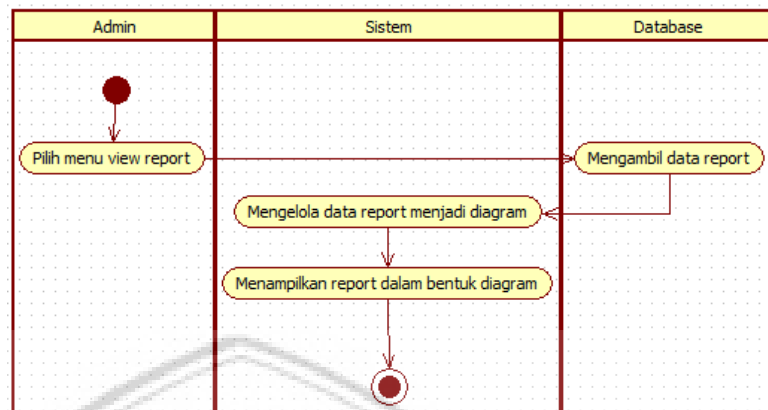 Admin
Sistem
Database
Pilih menu view report
Mengambil data report
Mengelola data report menjadi diagram
Menampilkan report dalam bentuk diagram